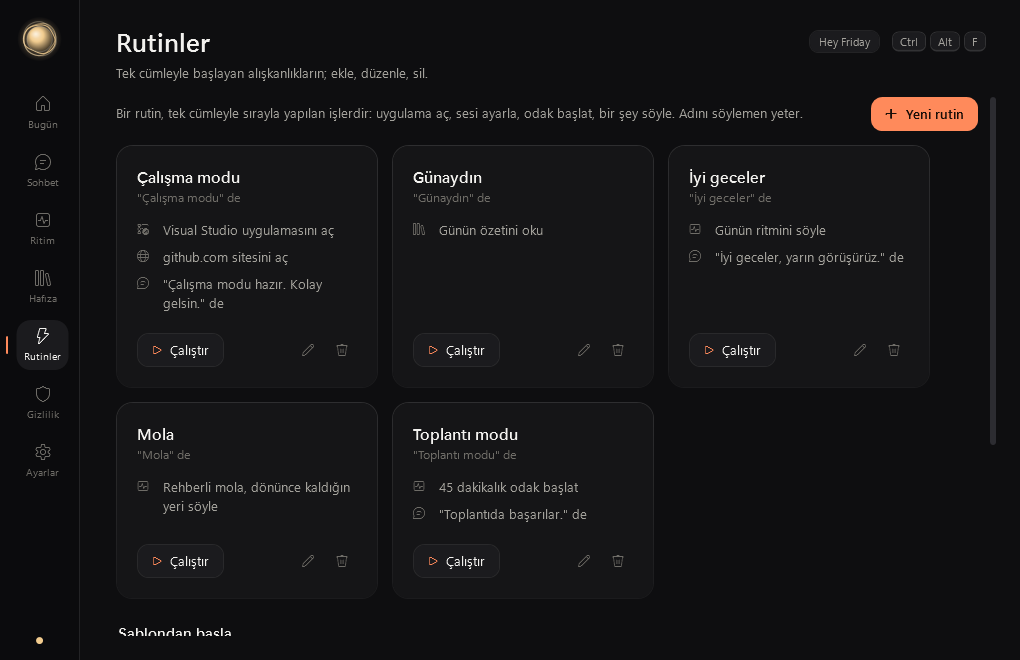 Rutinler
Hey Friday
Ctrl
Alt
F
Tek cümleyle başlayan alışkanlıkların; ekle, düzenle, sil.
Bugün
Sohbet
Ritim
Hafıza
Rutinler
Gizlilik
Ayarlar
Bir rutin, tek cümleyle sırayla yapılan işlerdir: uygulama aç, sesi ayarla, odak başlat, bir şey söyle. Adını söylemen yeter.
Yeni rutin
Çalışma modu
"Çalışma modu" de
Visual Studio uygulamasını aç
github.com sitesini aç
"Çalışma modu hazır. Kolay
gelsin." de
Çalıştır
Günaydın
"Günaydın" de
Günün özetini oku
Çalıştır
İyi geceler
"İyi geceler" de
Günün ritmini söyle
"İyi geceler, yarın görüşürüz." de
Çalıştır
Mola
"Mola" de
Rehberli mola, dönünce kaldığın
yeri söyle
Çalıştır
Toplantı modu
"Toplantı modu" de
45 dakikalık odak başlat
"Toplantıda başarılar." de
Çalıştır
Şablondan başla